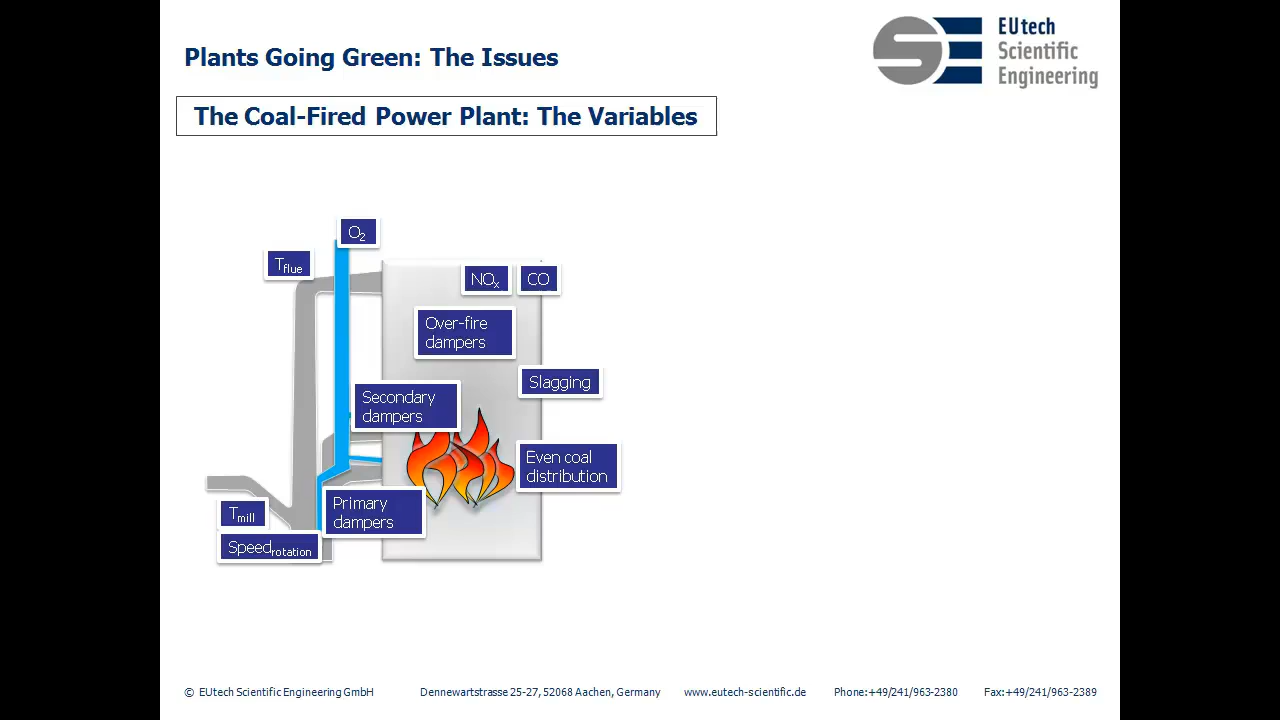 Plants Going Green: The Issues
EUtech
Scientific
Engineering
The Coal-Fired Power Plant: The Variables
O₂
Tflue
NOx
CO
Over-fire
dampers
Slagging
Secondary
dampers
Even coal
distribution
Primary
dampers
Tmill
Speedrotation
© EUtech Scientific Engineering GmbH Dennewartstrasse 25-27, 52068 Aachen, Germany www.eutech-scientific.de Phone:+49/241/963-2380 Fax:+49/241/963-2389